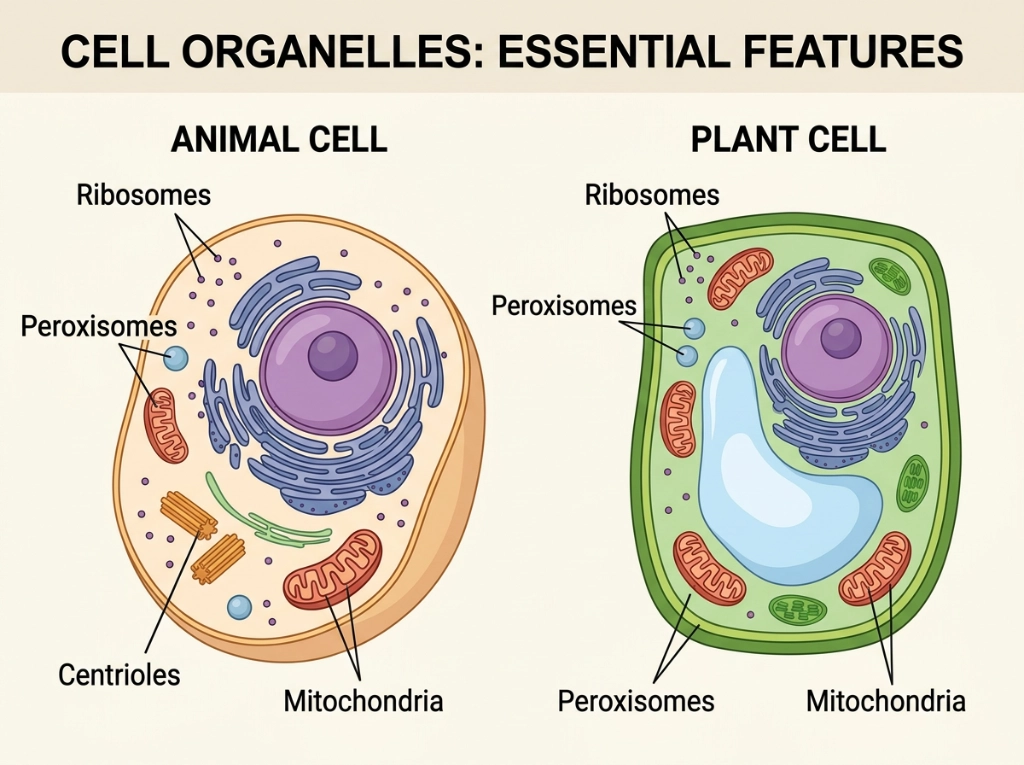 CELL ORGANELLES: ESSENTIAL FEATURES
ANIMAL CELL
Ribosomes
Peroxisomes
Centrioles
Mitochondria
PLANT CELL
Ribosomes
Peroxisomes
Peroxisomes
Mitochondria